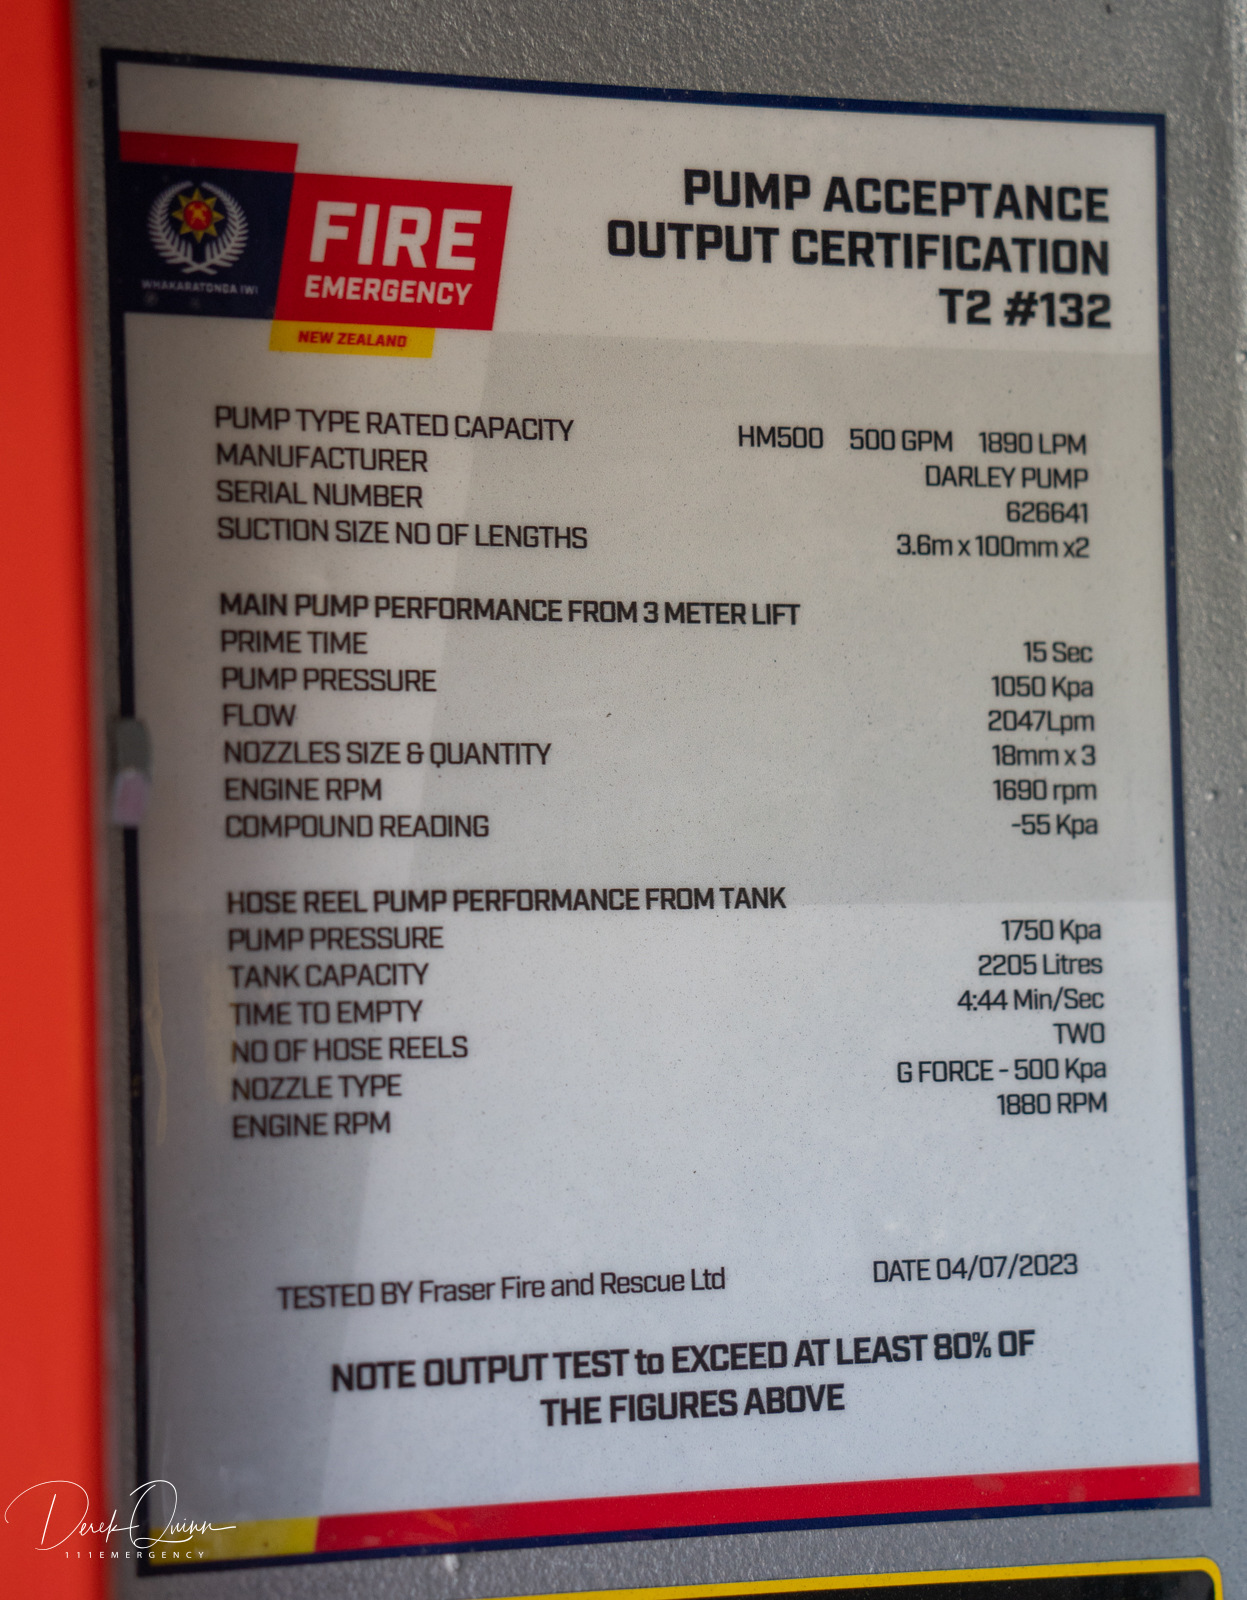 PUMP ACCEPTANCE
OUTPUT CERTIFICATION
T2 #132
WHAKARATONGA IWI
FIRE
EMERGENCY
NEW ZEALAND
PUMP TYPE RATED CAPACITY HM500 500 GPM 1890 LPM
MANUFACTURER DARLEY PUMP
SERIAL NUMBER 626641
SUCTION SIZE NO OF LENGTHS 3.6m x 100mm x2
MAIN PUMP PERFORMANCE FROM 3 METER LIFT
PRIME TIME 15 Sec
PUMP PRESSURE 1050 Kpa
FLOW 2047Lpm
NOZZLES SIZE & QUANTITY 18mm x 3
ENGINE RPM 1690 rpm
COMPOUND READING -55 Kpa
HOSE REEL PUMP PERFORMANCE FROM TANK
PUMP PRESSURE 1750 Kpa
TANK CAPACITY 2205 Litres
TIME TO EMPTY 4:44 Min/Sec
NO OF HOSE REELS TWO
NOZZLE TYPE G FORCE - 500 Kpa
ENGINE RPM 1880 RPM
TESTED BY Fraser Fire and Rescue Ltd DATE 04/07/2023
NOTE OUTPUT TEST to EXCEED AT LEAST 80% OF
THE FIGURES ABOVE
Derek Quinn
111EMERGENCY